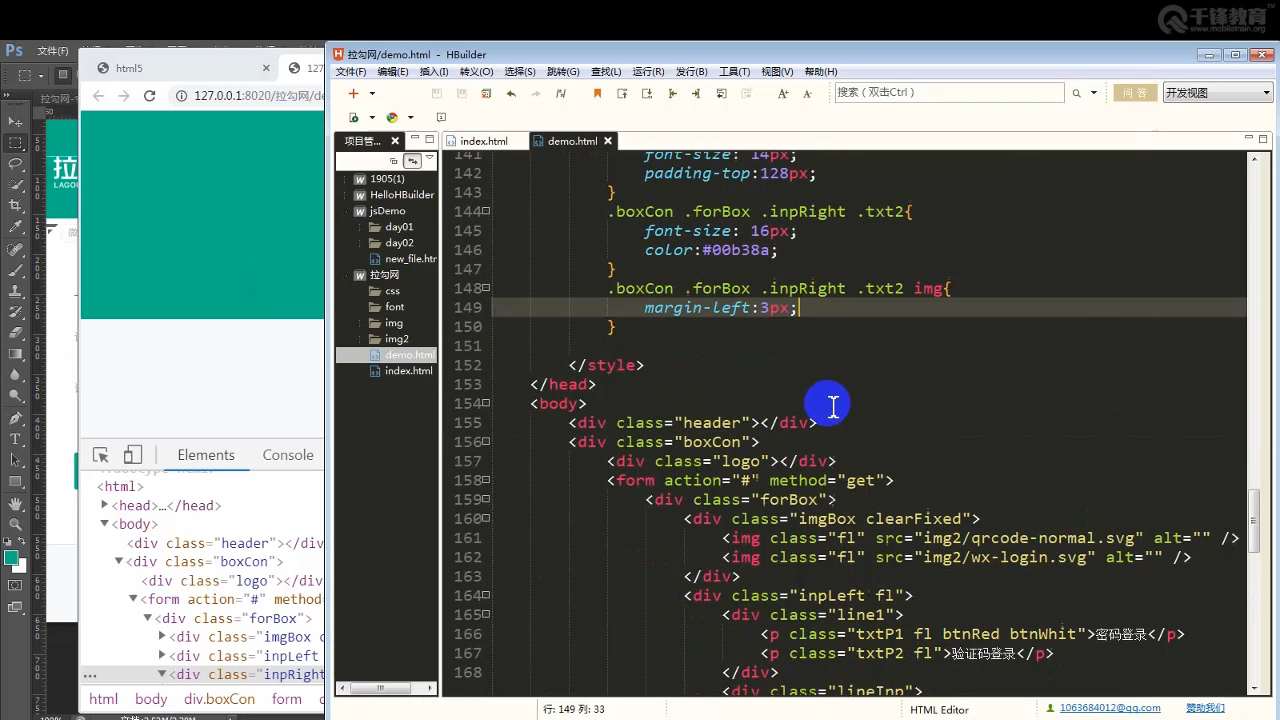 千锋教育
www.mobiletrain.org
Ps
文件(F)
html5
127.0.0.1:8020/拉勾网/de
拉
LAGOU
Elements
Console
<html>
<head>…</head>
<body>
<div class="header"></div
<div class="boxCon">
<div class="logo"></div>
<form action="#" method
<div class="forBox">
<div class="imgBox c
<div class="inpLeft
<div class="inpRight
html
body
div.boxCon
form
拉勾网/demo.html - HBuilder
文件(F)
编辑(E)
插入(I)
转义(O)
选择(S)
跳转(G)
查找(L)
运行(R)
发行(B)
工具(T)
视图(V)
帮助(H)
搜索（双击Ctrl ）
问 答
开发视图
项目管...
index.html
demo.html
1905(1)
HelloHBuilder
jsDemo
day01
day02
new_file.htr
拉勾网
css
font
img
img2
demo.html
index.html
141 font-size: 14px;
142 padding-top:128px;
143 }
144 .boxCon .forBox .inpRight .txt2{
145 font-size: 16px;
146 color:#00b38a;
147 }
148 .boxCon .forBox .inpRight .txt2 img{
149 margin-left:3px;
150 }
151
152 </style>
153 </head>
154 <body>
155 <div class="header"></div>
156 <div class="boxCon">
157 <div class="logo"></div>
158 <form action="#" method="get">
159 <div class="forBox">
160 <div class="imgBox clearFixed">
161 <img class="fl" src="img2/qrcode-normal.svg" alt="" />
162 <img class="fl" src="img2/wx-login.svg" alt="" />
163 </div>
164 <div class="inpLeft fl">
165 <div class="line1">
166 <p class="txtP1 fl btnRed btnWhit">密码登录</p>
167 <p class="txtP2 fl">验证码登录</p>
168 </div>
<div class="lineInp">
行: 149 列: 33
HTML Editor
1063684012@qq.com
赞助我们